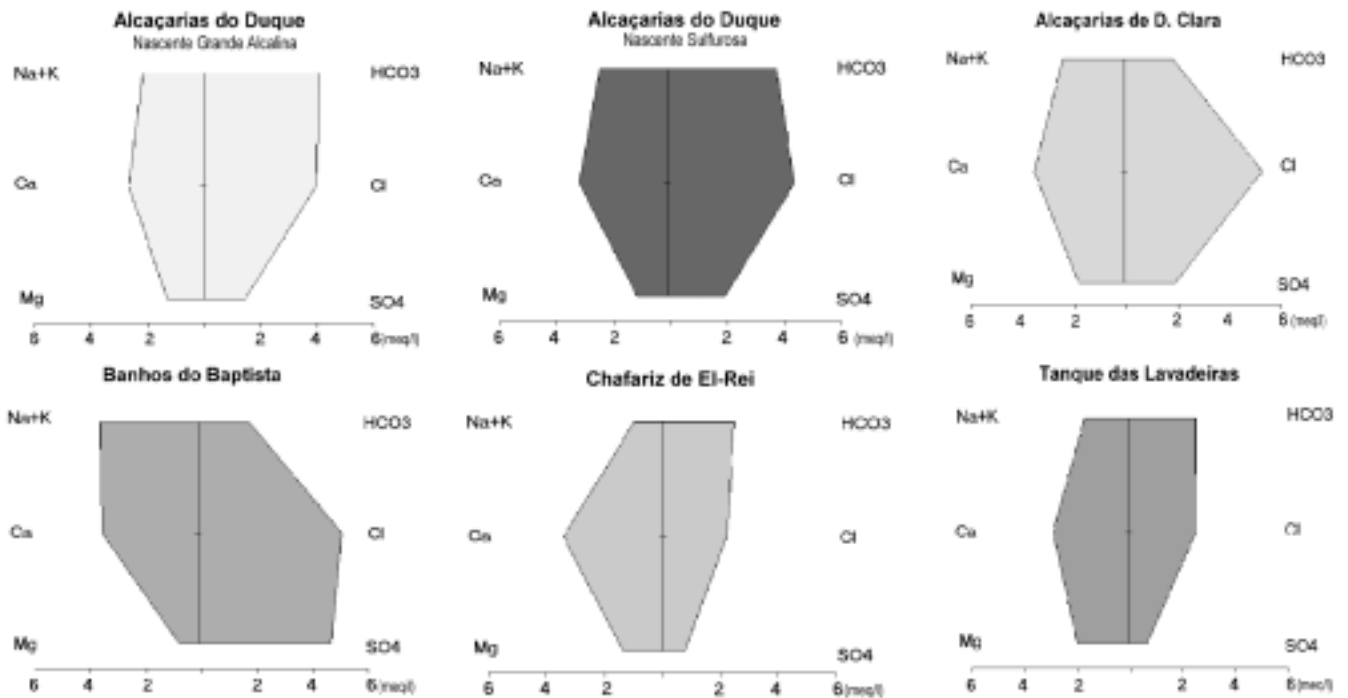 Alcaçarias do Duque
Nascente Grande Alcalina
Na+K
HCO3
Ca
Cl
Mg
SO4
6 4 2 2 4 6 (meq/l)
Alcaçarias do Duque
Nascente Sulfurosa
Na+K
HCO3
Ca
Cl
Mg
SO4
6 4 2 2 4 6 (meq/l)
Alcaçarias de D. Clara
Na+K
HCO3
Ca
Cl
Mg
SO4
6 4 2 2 4 6 (meq/l)
Banhos do Baptista
Na+K
HCO3
Ca
Cl
Mg
SO4
6 4 2 2 4 6 (meq/l)
Chafariz de El-Rei
Na+K
HCO3
Ca
Cl
Mg
SO4
6 4 2 2 4 6 (meq/l)
Tanque das Lavadeiras
Na+K
HCO3
Ca
Cl
Mg
SO4
6 4 2 2 4 6 (meq/l)